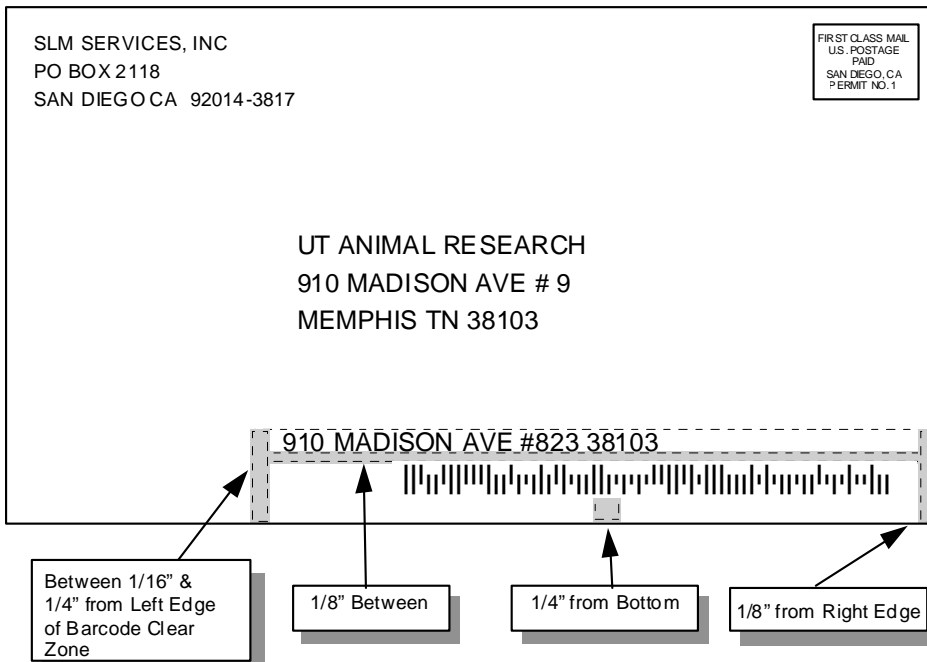 SLM SERVICES, INC
PO BOX 2118
SAN DIEGO CA 92014-3817
FIRST CLASS MAIL
U.S. POSTAGE
PAID
SAN DIEGO, CA
PERMIT NO. 1
UT ANIMAL RESEARCH
910 MADISON AVE # 9
MEMPHIS TN 38103
910 MADISON AVE #823 38103
Between 1/16” &
1/4” from Left Edge
of Barcode Clear
Zone
1/8” Between
1/4” from Bottom
1/8” from Right Edge